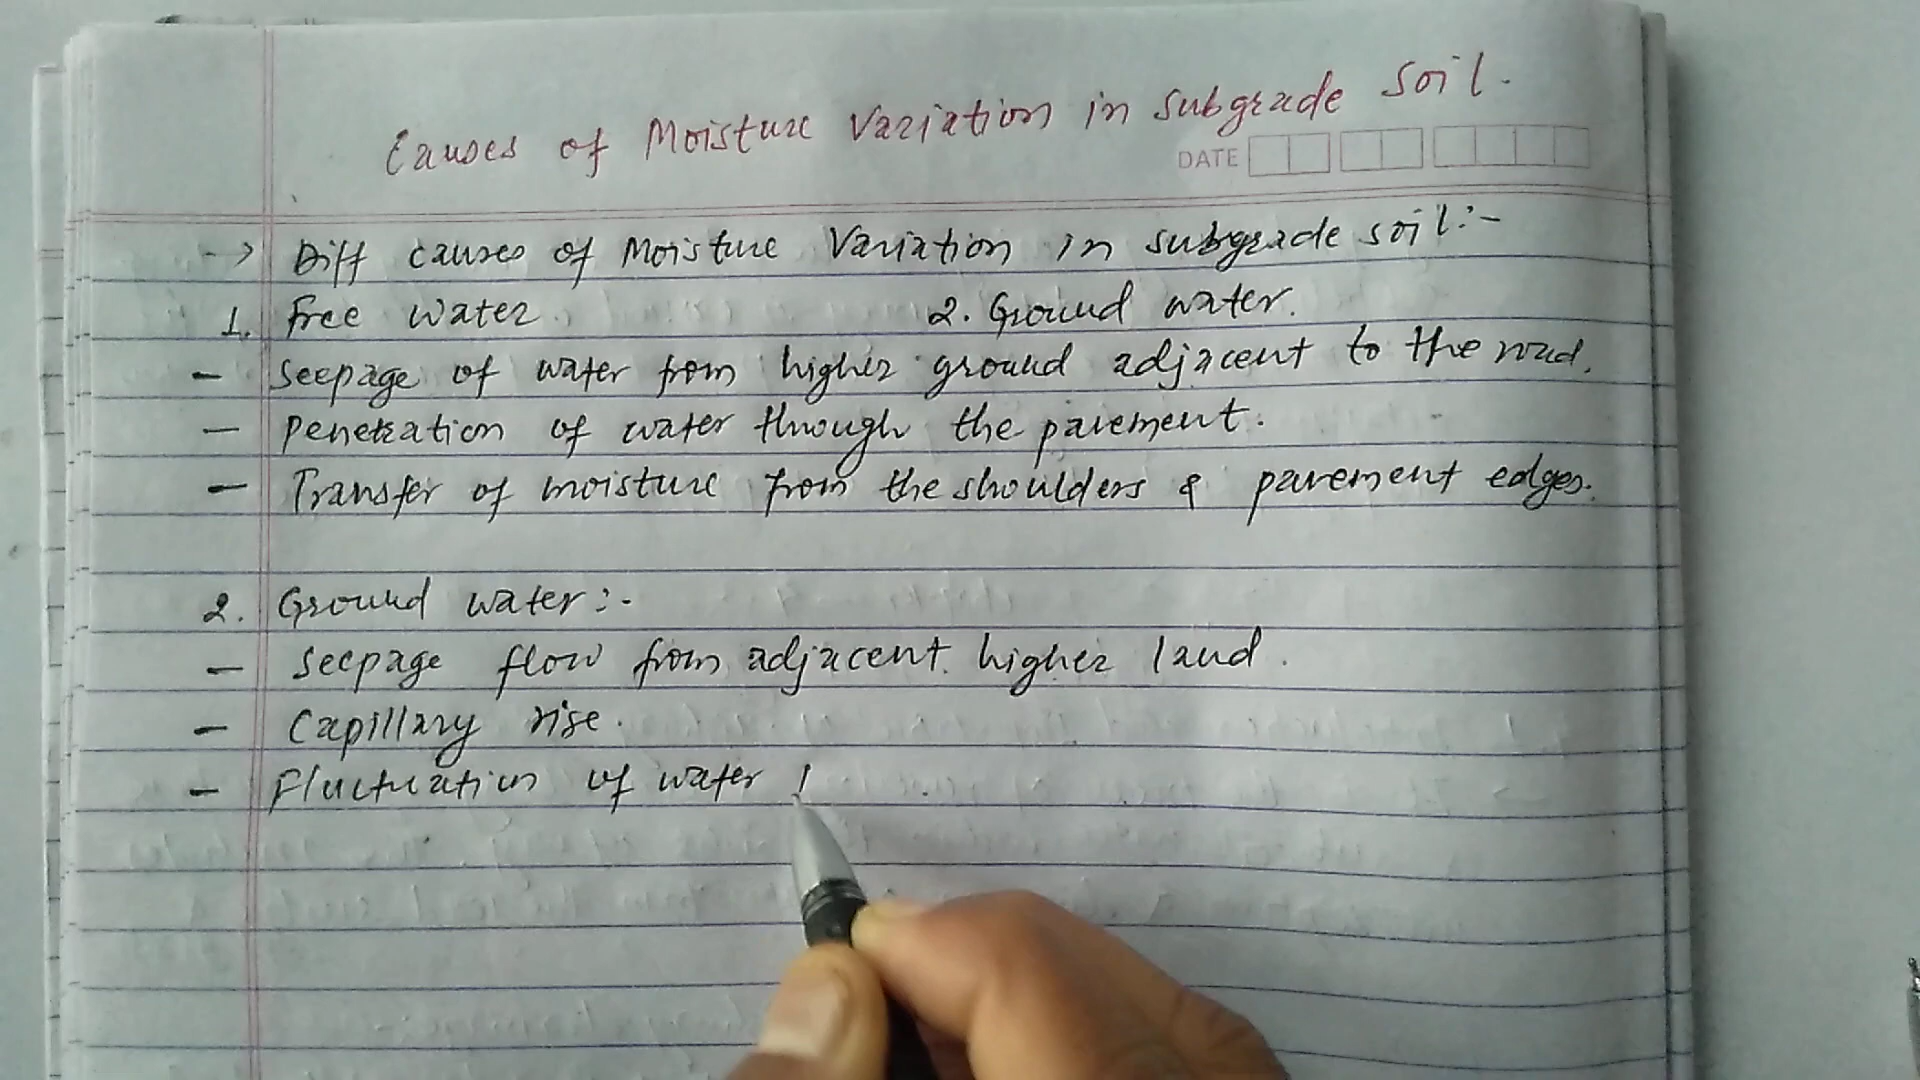 Causes of Moisture Variation in subgrade soil.
DATE
-> Diff causes of Moisture Variation in subgrade soil:-
1. Free water. 2. Ground water.
- Seepage of water from higher ground adjacent to the road.
- Penetration of water through the pavement.
- Transfer of moisture from the shoulders & pavement edges.
2. Ground water:-
- Seepage flow from adjacent higher land.
- Capillary rise.
- Fluctuation of water